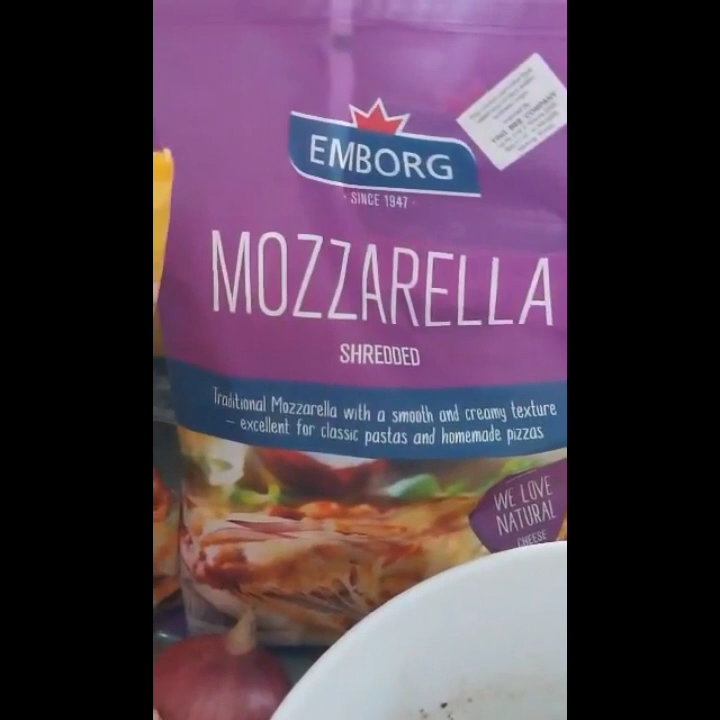 EMBORG
· SINCE 1947 ·
MOZZARELLA
SHREDDED
Traditional Mozzarella with a smooth and creamy texture
– excellent for classic pastas and homemade pizzas
WE LOVE
NATURAL
CHEESE